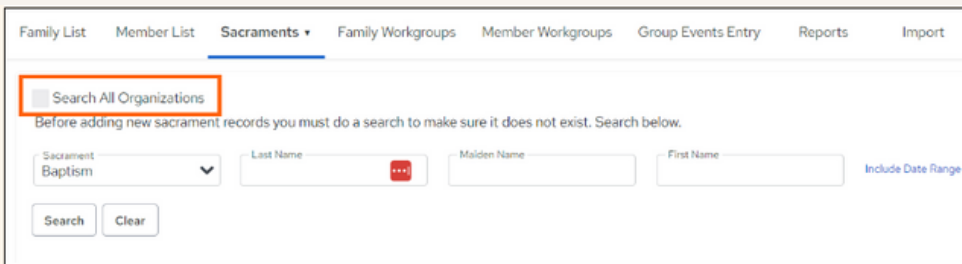 Family List Member List Sacraments ▾ Family Workgroups Member Workgroups Group Events Entry Reports Import
Search All Organizations
Before adding new sacrament records you must do a search to make sure it does not exist. Search below.
Sacrament Last Name Maiden Name First Name
Baptism Include Date Range
Search Clear